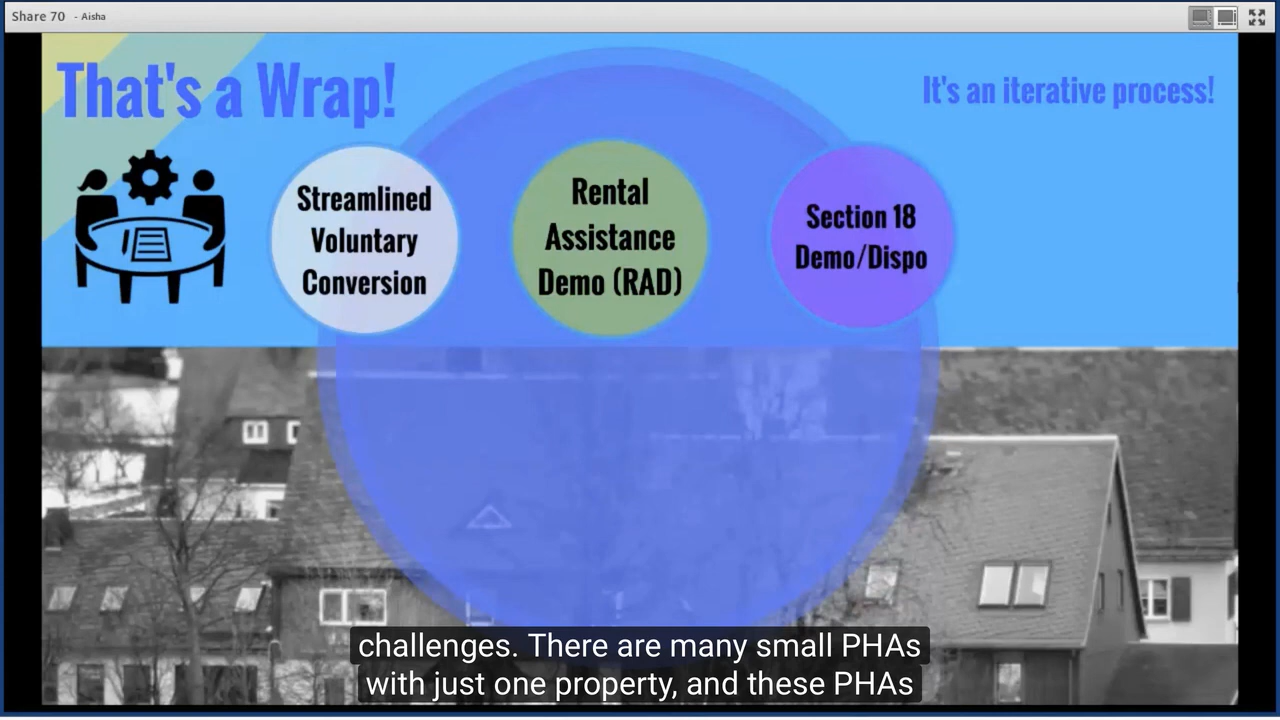 Share 70 - Aisha
That's a Wrap!
It's an iterative process!
Streamlined
Voluntary
Conversion
Rental
Assistance
Demo (RAD)
Section 18
Demo/Dispo
challenges. There are many small PHAs
with just one property, and these PHAs